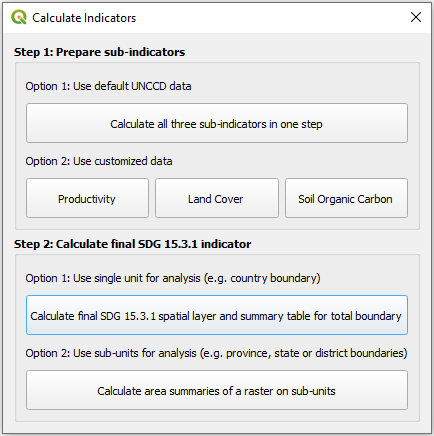 Calculate Indicators
Step 1: Prepare sub-indicators
Option 1: Use default UNCCD data
Calculate all three sub-indicators in one step
Option 2: Use customized data
Productivity
Land Cover
Soil Organic Carbon
Step 2: Calculate final SDG 15.3.1 indicator
Option 1: Use single unit for analysis (e.g. country boundary)
Calculate final SDG 15.3.1 spatial layer and summary table for total boundary
Option 2: Use sub-units for analysis (e.g. province, state or district boundaries)
Calculate area summaries of a raster on sub-units